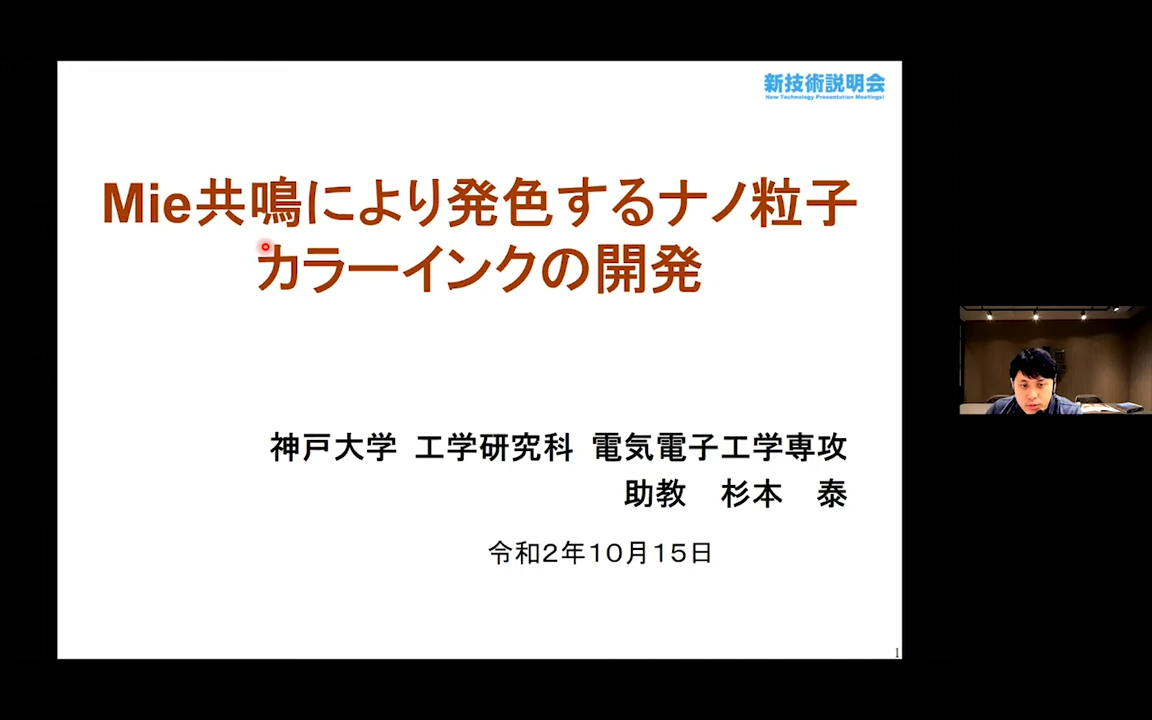 新技術説明会
New Technology Presentation Meetings!
Mie共鳴により発色するナノ粒子
カラーインクの開発
神戸大学 工学研究科 電気電子工学専攻
助教 杉本 泰
令和2年10月15日
1